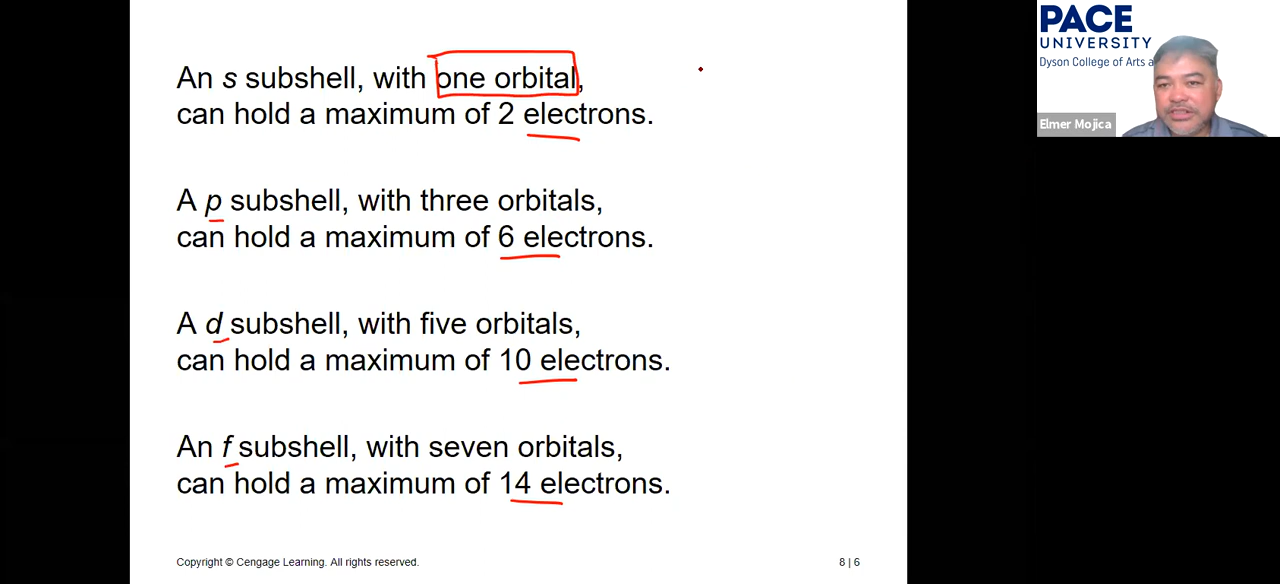 An s subshell, with one orbital,
can hold a maximum of 2 electrons.
A p subshell, with three orbitals,
can hold a maximum of 6 electrons.
A d subshell, with five orbitals,
can hold a maximum of 10 electrons.
An f subshell, with seven orbitals,
can hold a maximum of 14 electrons.
Copyright © Cengage Learning. All rights reserved.
8 | 6
PACE
UNIVERSITY
Dyson College of Arts a
Elmer Mojica